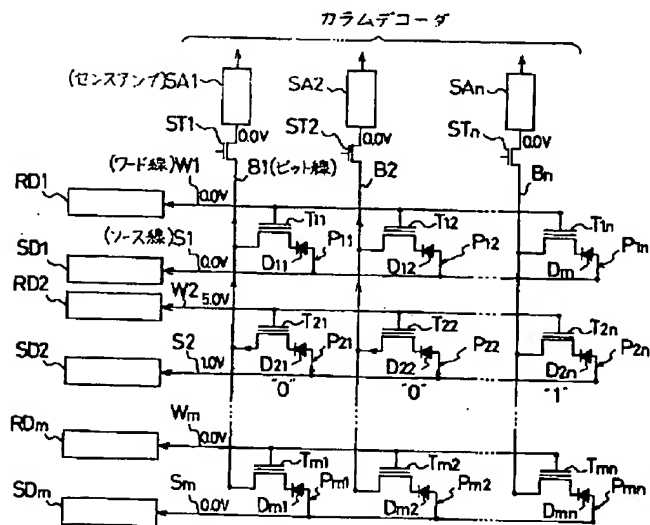 カラムデコーダ
(センスアンプ)SA1 SA2 SAn
0.0V 0.0V 0.0V
ST1 ST2 STn
(ワード線)W1 B1(ビット線) B2 Bn
RD1 0.0V
T11 T12 T1n
(ソース線)S1 P11 P12 P1n
SD1 0.0V D11 D12 Dm
RD2 W2 5.0V
T21 T22 T2n
S2 P21 P22 P2n
SD2 1.0V D21 D22 D2n
"0" "0" "1"
Wm
RDm 0.0V
Tm1 Tm2 Tmn
Sm Pm1 Pm2 Pmn
SDm 0.0V Dm1 Dm2 Dmn